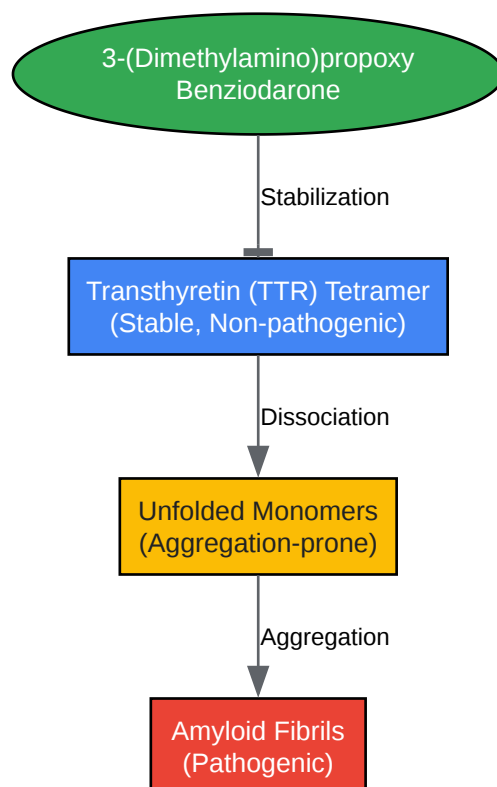 3-(Dimethylamino)propoxy
Benziodarone
Stabilization
Transthyretin (TTR) Tetramer
(Stable, Non-pathogenic)
Dissociation
Unfolded Monomers
(Aggregation-prone)
Aggregation
Amyloid Fibrils
(Pathogenic)